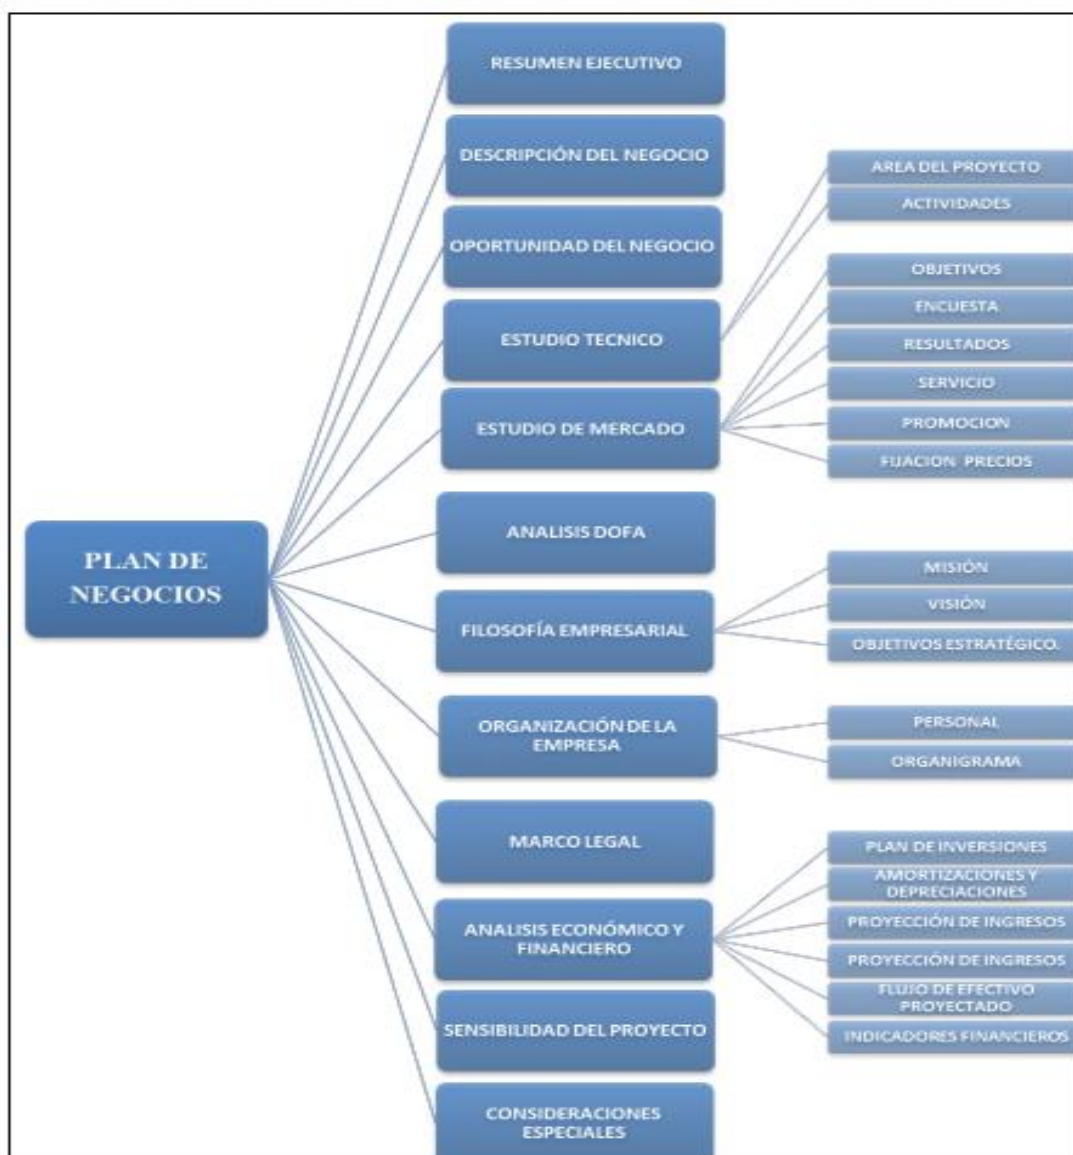 PLAN DE
NEGOCIOS
RESUMEN EJECUTIVO
DESCRIPCIÓN DEL NEGOCIO
OPORTUNIDAD DEL NEGOCIO
ESTUDIO TECNICO
AREA DEL PROYECTO
ACTIVIDADES
ESTUDIO DE MERCADO
OBJETIVOS
ENCUESTA
RESULTADOS
SERVICIO
PROMOCION
FIJACION PRECIOS
ANALISIS DOFA
FILOSOFÍA EMPRESARIAL
MISIÓN
VISIÓN
OBJETIVOS ESTRATÉGICO.
ORGANIZACIÓN DE LA
EMPRESA
PERSONAL
ORGANIGRAMA
MARCO LEGAL
ANALISIS ECONÓMICO Y
FINANCIERO
PLAN DE INVERSIONES
AMORTIZACIONES Y
DEPRECIACIONES
PROYECCIÓN DE INGRESOS
PROYECCIÓN DE INGRESOS
FLUJO DE EFECTIVO
PROYECTADO
INDICADORES FINANCIEROS
SENSIBILIDAD DEL PROYECTO
CONSIDERACIONES
ESPECIALES